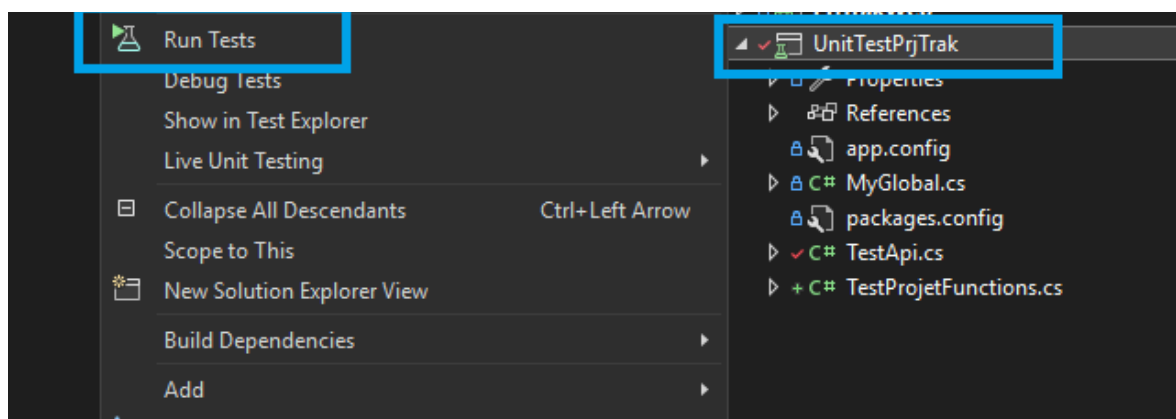 Run Tests
Debug Tests
Show in Test Explorer
Live Unit Testing
Collapse All Descendants Ctrl+Left Arrow
Scope to This
New Solution Explorer View
Build Dependencies
Add
UnitTestPrjTrak
Properties
References
app.config
C# MyGlobal.cs
packages.config
C# TestApi.cs
+ C# TestProjetFunctions.cs